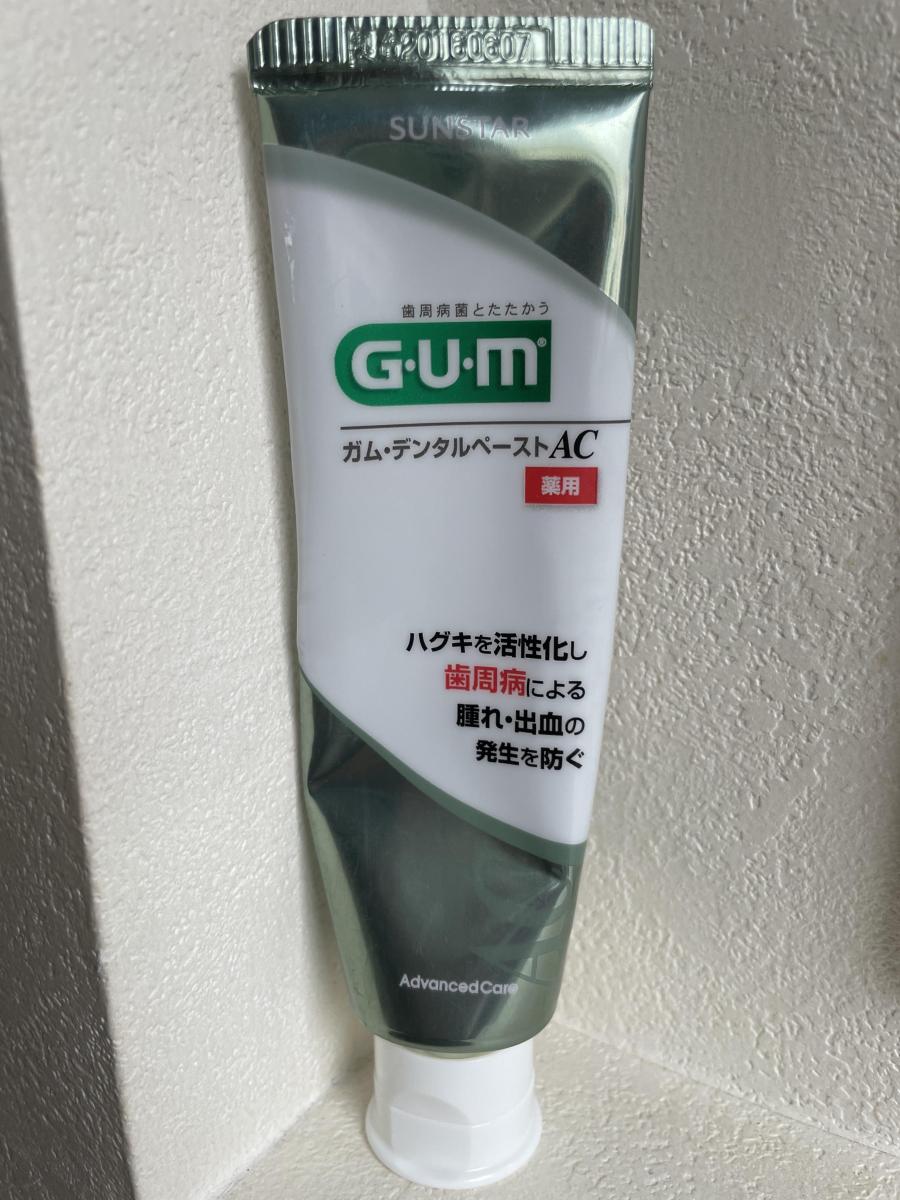 SUNSTAR
歯周病菌とたたかう
G·U·M®
ガム・デンタルペーストAC
薬用
ハグキを活性化し
歯周病による
腫れ・出血の
発生を防ぐ
AdvancedCare